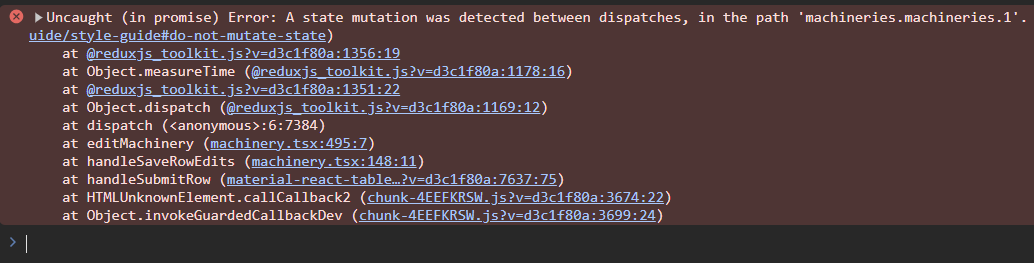 Uncaught (in promise) Error: A state mutation was detected between dispatches, in the path 'machineries.machineries.1'.
uide/style-guide#do-not-mutate-state)
at @reduxjs_toolkit.js?v=d3c1f80a:1356:19
at Object.measureTime (@reduxjs_toolkit.js?v=d3c1f80a:1178:16)
at @reduxjs_toolkit.js?v=d3c1f80a:1351:22
at Object.dispatch (@reduxjs_toolkit.js?v=d3c1f80a:1169:12)
at dispatch (<anonymous>:6:7384)
at editMachinery (machinery.tsx:495:7)
at handleSaveRowEdits (machinery.tsx:148:11)
at handleSubmitRow (material-react-table…?v=d3c1f80a:7637:75)
at HTMLUnknownElement.callCallback2 (chunk-4EEFKRSW.js?v=d3c1f80a:3674:22)
at Object.invokeGuardedCallbackDev (chunk-4EEFKRSW.js?v=d3c1f80a:3699:24)